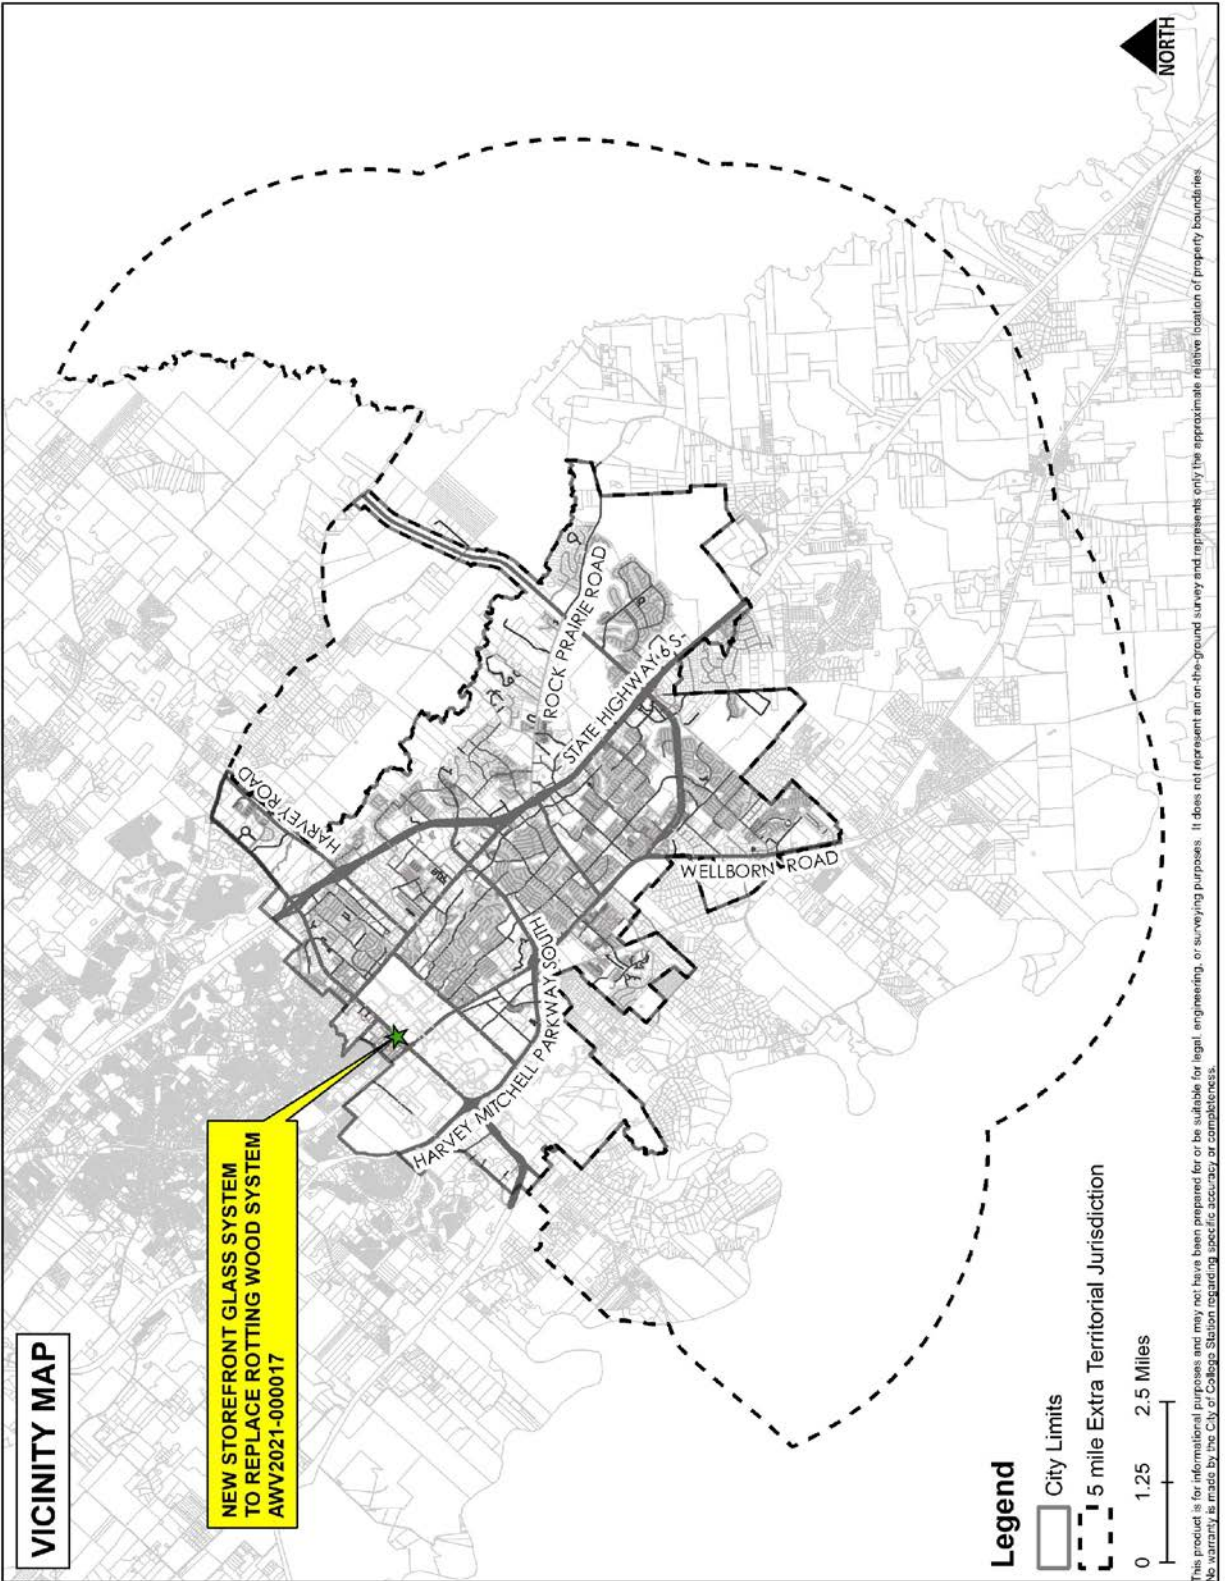 VICINITY MAP
NEW STOREFRONT GLASS SYSTEM
TO REPLACE ROTTING WOOD SYSTEM
AWV2021-000017
HARVEY ROAD
ROCK PRAIRIE ROAD
STATE HIGHWAY 6 S
HARVEY MITCHELL PARKWAY SOUTH
WELLBORN ROAD
NORTH
Legend
City Limits
5 mile Extra Territorial Jurisdiction
0 1.25 2.5 Miles
This product is for informational purposes and may not have been prepared for or be suitable for legal, engineering, or surveying purposes. It does not represent an on-the-ground survey and represents only the approximate relative location of property boundaries.
No warranty is made by the City of College Station regarding specific accuracy or completeness.